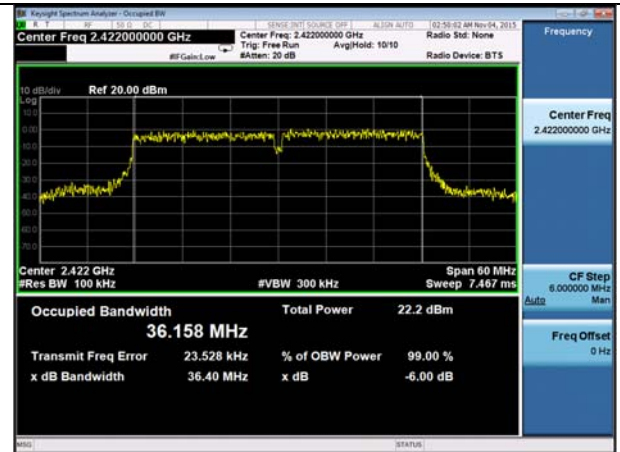 Keysight Spectrum Analyzer - Occupied BW
R T RF 50 Ω DC SENSE:INT SOURCE OFF ALIGN AUTO 02:50:02 AM Nov 04, 2015
Center Freq 2.422000000 GHz Center Freq: 2.422000000 GHz Radio Std: None Frequency
Trig: Free Run Avg|Hold: 10/10
#IFGain:Low #Atten: 20 dB Radio Device: BTS
10 dB/div Ref 20.00 dBm
Log
10.0
0.00
-10.0
-20.0
-30.0
-40.0
-50.0
-60.0
-70.0
Center Freq
2.422000000 GHz
Center 2.422 GHz Span 60 MHz
#Res BW 100 kHz #VBW 300 kHz Sweep 7.467 ms
CF Step
6.000000 MHz
Auto Man
Occupied Bandwidth Total Power 22.2 dBm
36.158 MHz
Transmit Freq Error 23.528 kHz % of OBW Power 99.00 %
x dB Bandwidth 36.40 MHz x dB -6.00 dB
Freq Offset
0 Hz
MSG STATUS